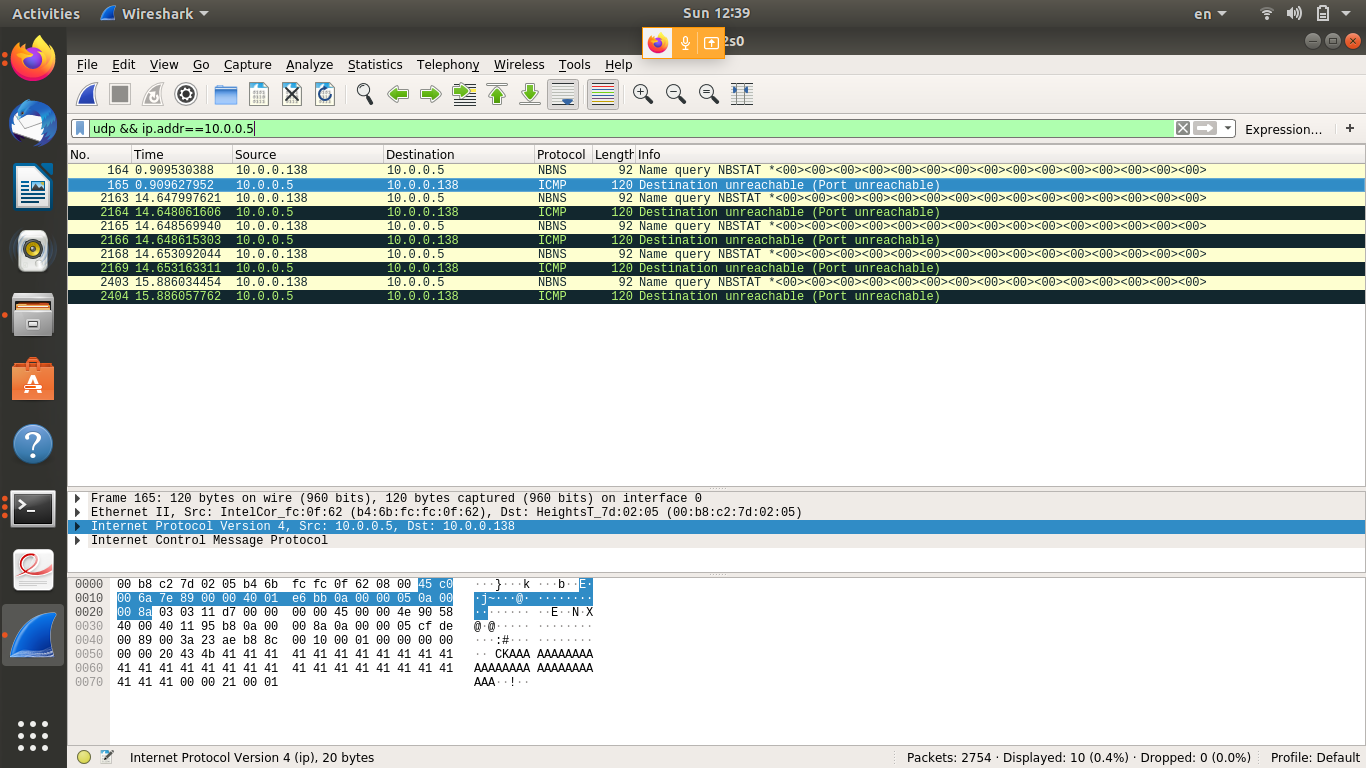 Activities Wireshark Sun 12:39 en
2s0
File Edit View Go Capture Analyze Statistics Telephony Wireless Tools Help
udp && ip.addr==10.0.0.5 Expression… +
No. Time Source Destination Protocol Length Info
164 0.909530388 10.0.0.138 10.0.0.5 NBNS 92 Name query NBSTAT *<00><00><00><00><00><00><00><00><00><00><00><00><00><00><00>
165 0.909627952 10.0.0.5 10.0.0.138 ICMP 120 Destination unreachable (Port unreachable)
2163 14.647997621 10.0.0.138 10.0.0.5 NBNS 92 Name query NBSTAT *<00><00><00><00><00><00><00><00><00><00><00><00><00><00><00>
2164 14.648061606 10.0.0.5 10.0.0.138 ICMP 120 Destination unreachable (Port unreachable)
2165 14.648569940 10.0.0.138 10.0.0.5 NBNS 92 Name query NBSTAT *<00><00><00><00><00><00><00><00><00><00><00><00><00><00><00>
2166 14.648615303 10.0.0.5 10.0.0.138 ICMP 120 Destination unreachable (Port unreachable)
2168 14.653092044 10.0.0.138 10.0.0.5 NBNS 92 Name query NBSTAT *<00><00><00><00><00><00><00><00><00><00><00><00><00><00><00>
2169 14.653163311 10.0.0.5 10.0.0.138 ICMP 120 Destination unreachable (Port unreachable)
2403 15.886034454 10.0.0.138 10.0.0.5 NBNS 92 Name query NBSTAT *<00><00><00><00><00><00><00><00><00><00><00><00><00><00><00>
2404 15.886057762 10.0.0.5 10.0.0.138 ICMP 120 Destination unreachable (Port unreachable)
Frame 165: 120 bytes on wire (960 bits), 120 bytes captured (960 bits) on interface 0
Ethernet II, Src: IntelCor_fc:0f:62 (b4:6b:fc:fc:0f:62), Dst: HeightsT_7d:02:05 (00:b8:c2:7d:02:05)
Internet Protocol Version 4, Src: 10.0.0.5, Dst: 10.0.0.138
Internet Control Message Protocol
0000 00 b8 c2 7d 02 05 b4 6b fc fc 0f 62 08 00 45 c0 ···}···k ···b··E·
0010 00 6a 7e 89 00 00 40 01 e6 bb 0a 00 00 05 0a 00 ·j~···@· ········
0020 00 8a 03 03 11 d7 00 00 00 00 45 00 00 4e 90 58 ········ ··E··N·X
0030 40 00 40 11 95 b8 0a 00 00 8a 0a 00 00 05 cf de @·@····· ········
0040 00 89 00 3a 23 ae b8 8c 00 10 00 01 00 00 00 00 ···:#··· ········
0050 00 00 20 43 4b 41 41 41 41 41 41 41 41 41 41 41 ·· CKAAA AAAAAAAA
0060 41 41 41 41 41 41 41 41 41 41 41 41 41 41 41 41 AAAAAAAA AAAAAAAA
0070 41 41 41 00 00 21 00 01 AAA··!··
Internet Protocol Version 4 (ip), 20 bytes Packets: 2754 · Displayed: 10 (0.4%) · Dropped: 0 (0.0%) Profile: Default